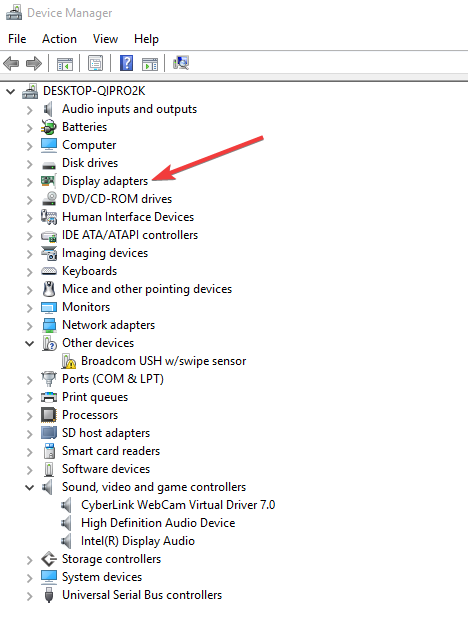 Device Manager
File Action View Help
DESKTOP-QIPRO2K
Audio inputs and outputs
Batteries
Computer
Disk drives
Display adapters
DVD/CD-ROM drives
Human Interface Devices
IDE ATA/ATAPI controllers
Imaging devices
Keyboards
Mice and other pointing devices
Monitors
Network adapters
Other devices
Broadcom USH w/swipe sensor
Ports (COM & LPT)
Print queues
Processors
SD host adapters
Smart card readers
Software devices
Sound, video and game controllers
CyberLink WebCam Virtual Driver 7.0
High Definition Audio Device
Intel(R) Display Audio
Storage controllers
System devices
Universal Serial Bus controllers